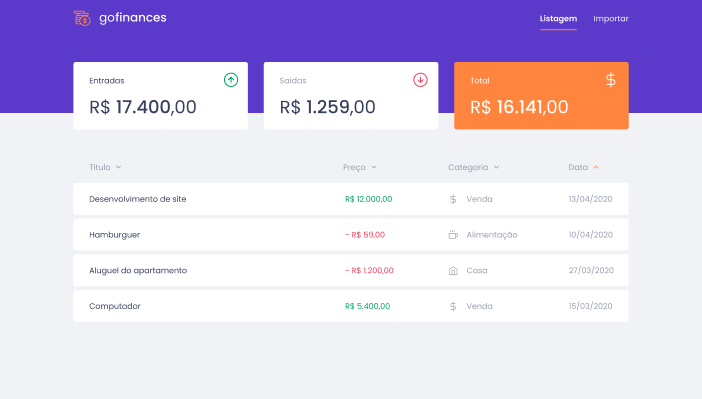 gofinances
Listagem Importar
Entradas
R$ 17.400,00
Saídas
R$ 1.259,00
Total
R$ 16.141,00
Título Preço Categoria Data
Desenvolvimento de site R$ 12.000,00 Venda 13/04/2020
Hamburguer - R$ 59,00 Alimentação 10/04/2020
Aluguel do apartamento - R$ 1.200,00 Casa 27/03/2020
Computador R$ 5,400,00 Venda 15/03/2020